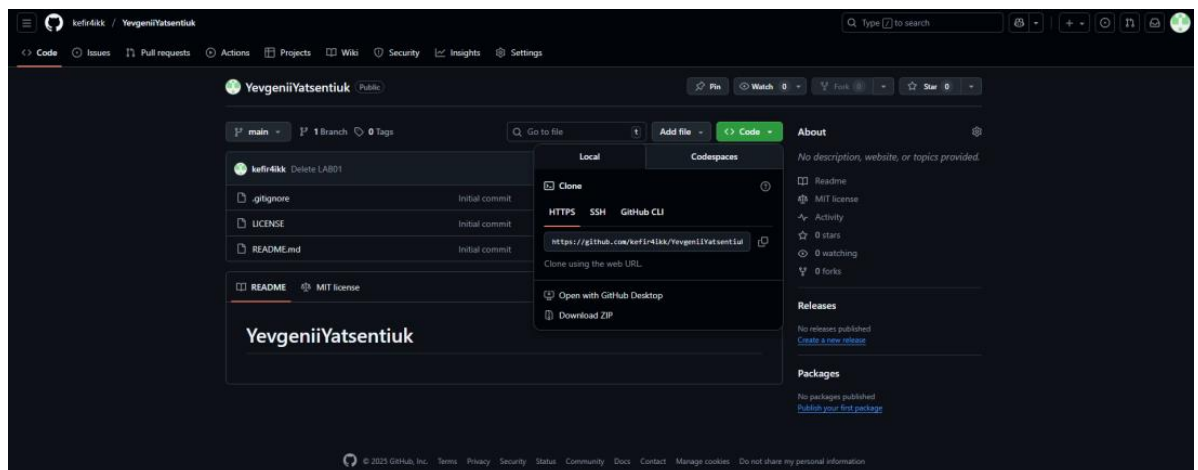 kefir4ikk / YevgeniiYatsentiuk
Type / to search
Code Issues Pull requests Actions Projects Wiki Security Insights Settings
YevgeniiYatsentiuk Public
Pin Watch 0 Fork 0 Star 0
main 1 Branch 0 Tags
Go to file t Add file Code
About
Local Codespaces
No description, website, or topics provided.
kefir4ikk Delete LAB01
Clone
Readme
.gitignore Initial commit
MIT license
HTTPS SSH GitHub CLI
Activity
LICENSE Initial commit
0 stars
https://github.com/kefir4ikk/YevgeniiYatsentiuk
README.md Initial commit
0 watching
Clone using the web URL.
0 forks
README MIT license
Open with GitHub Desktop
Releases
Download ZIP
No releases published
YevgeniiYatsentiuk
Create a new release
Packages
No packages published
Publish your first package
© 2025 GitHub, Inc. Terms Privacy Security Status Community Docs Contact Manage cookies Do not share my personal information